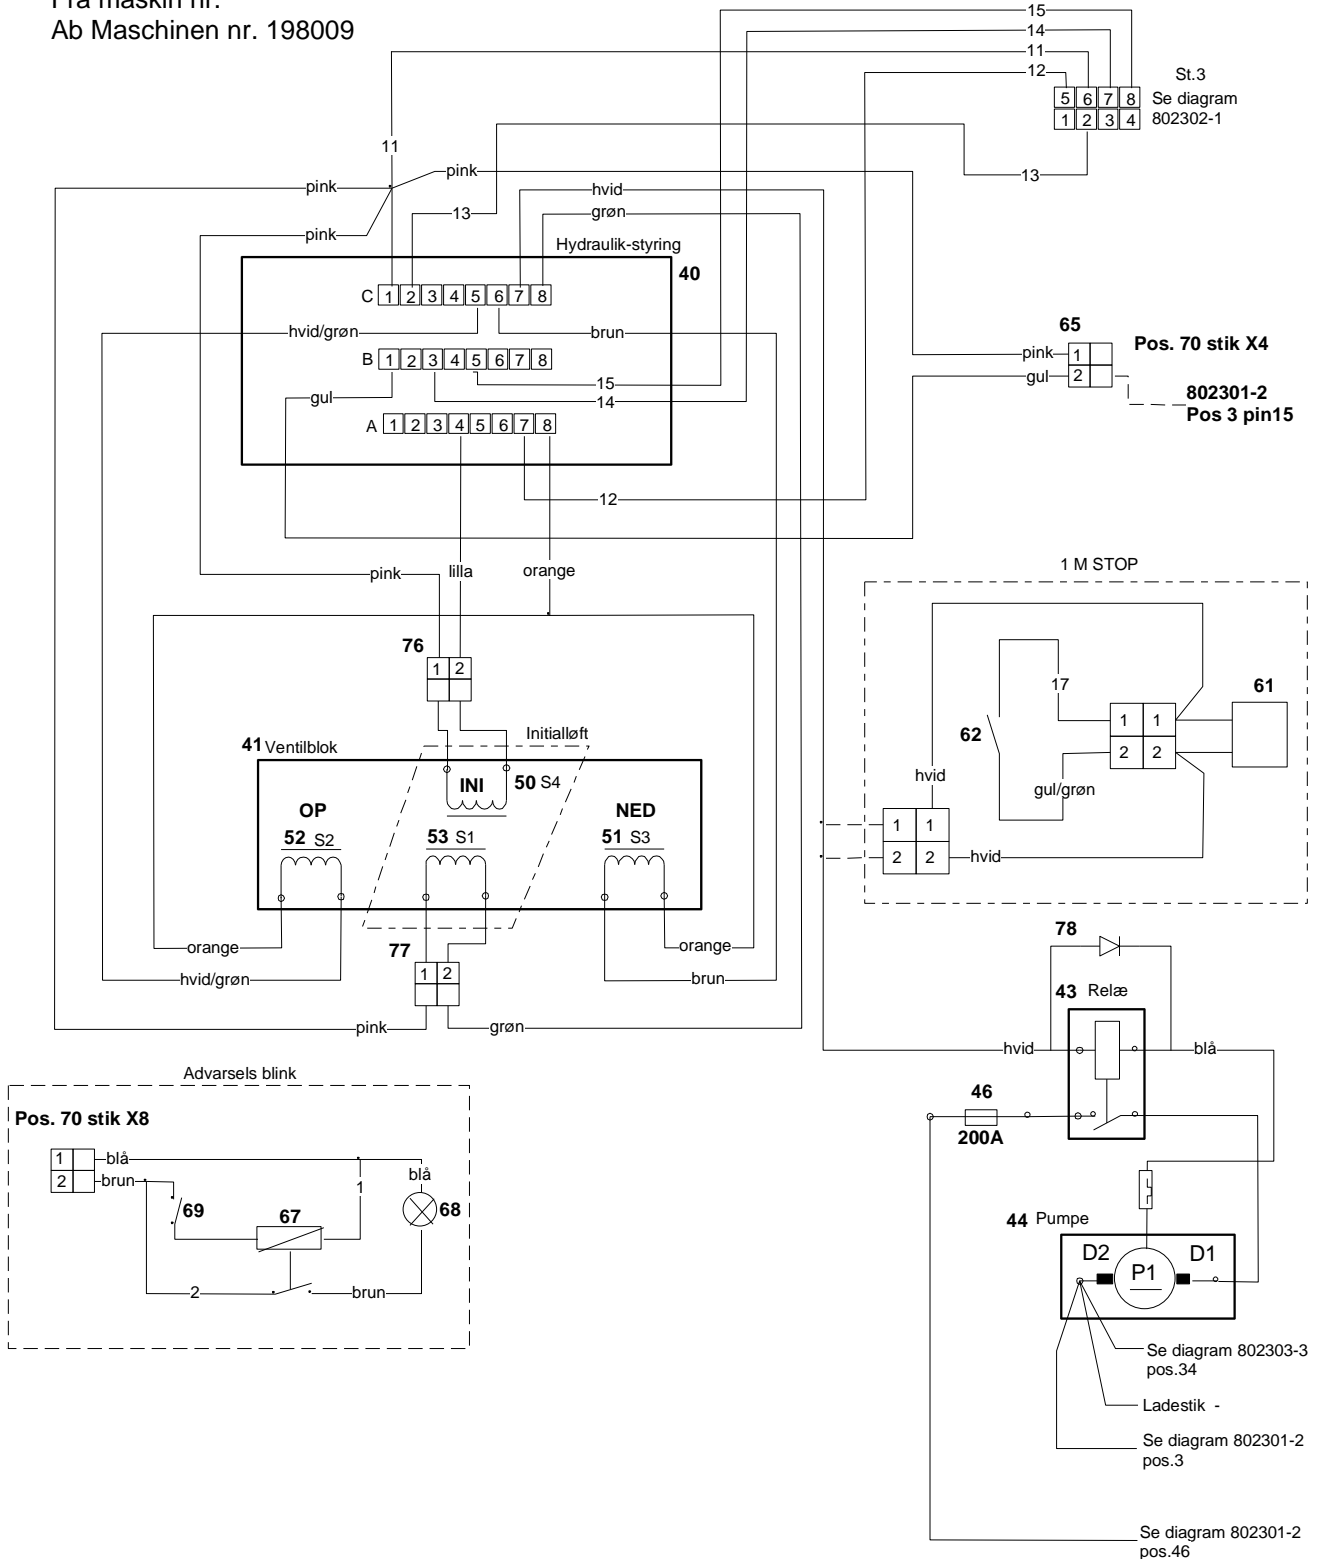 Fra maskin nr.
Ab Maschinen nr. 198009
15
14
11
12
St.3
5 6 7 8 Se diagram
1 2 3 4 802302-1
11
13
pink
pink
hvid
13
grøn
pink
Hydraulik-styring
40
C 1 2 3 4 5 6 7 8
hvid/grøn
brun
65
Pos. 70 stik X4
B 1 2 3 4 5 6 7 8
pink 1
gul 2
15
14
gul
802301-2
Pos 3 pin15
A 1 2 3 4 5 6 7 8
12
1 M STOP
pink
lilla
orange
76
1 2
17
61
1 1
2 2
62
41 Ventilblok
Initialløft
INI
50 S4
hvid
gul/grøn
OP
NED
52 S2
53 S1
51 S3
1 1
2 2
hvid
orange
77
orange
78
hvid/grøn
1 2
brun
43 Relæ
pink
grøn
hvid
blå
Advarsels blink
46
200A
Pos. 70 stik X8
1 blå
2 brun
blå
1
69
67
68
44 Pumpe
D2
D1
P1
2
brun
Se diagram 802303-3
pos.34
Ladestik -
Se diagram 802301-2
pos.3
Se diagram 802301-2
pos.46